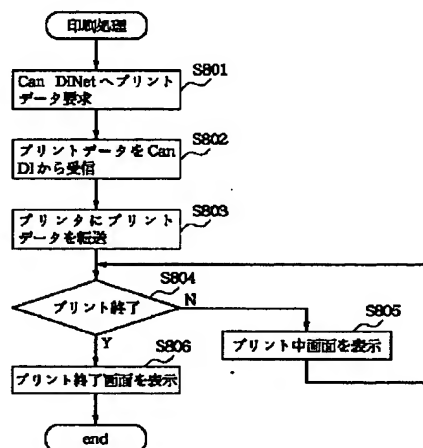 印刷処理
S801
Can DINetへプリント
データ要求
S802
プリントデータをCan
DIから受信
S803
プリンタにプリント
データを転送
S804
プリント終了
N
Y
S805
プリント中画面を表示
S806
プリント終了画面を表示
end